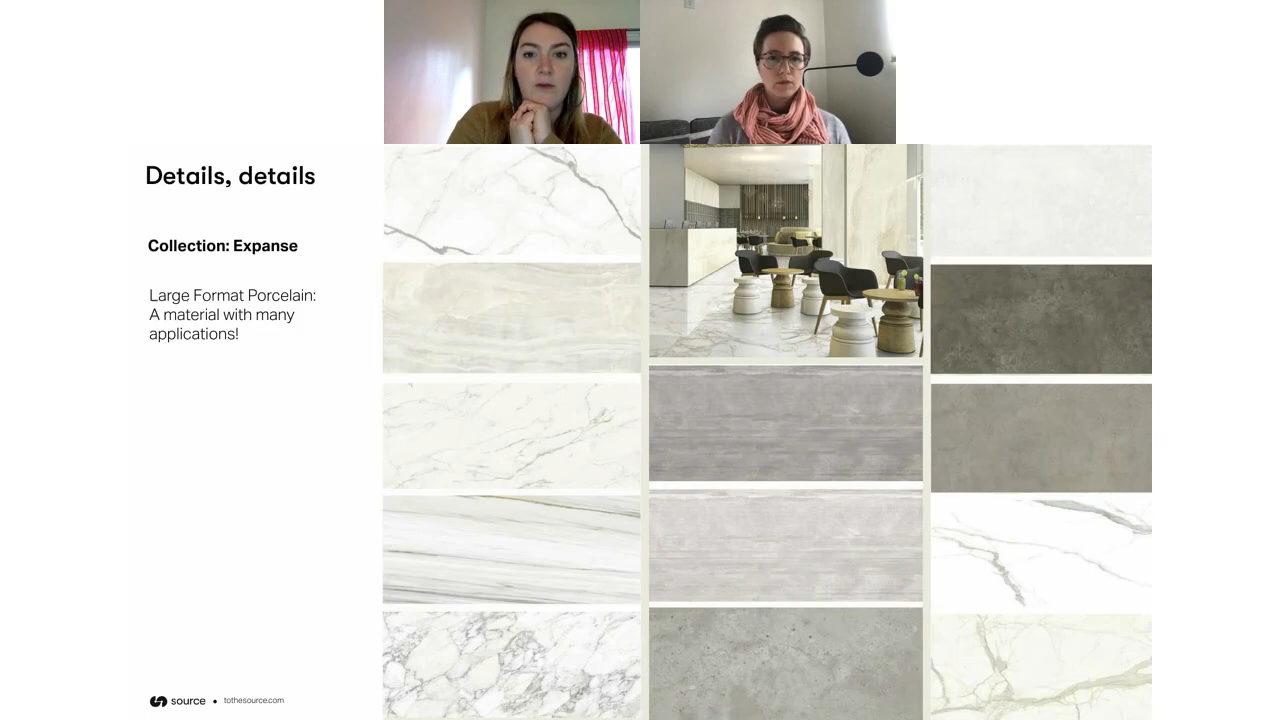 Details, details
Collection: Expanse
Large Format Porcelain:
A material with many
applications!
source • tothesource.com